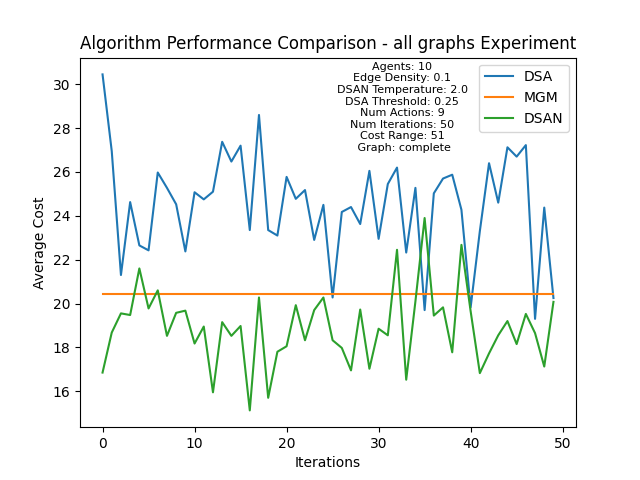 Algorithm Performance Comparison - all graphs Experiment
Agents: 10
Edge Density: 0.1
DSAN Temperature: 2.0
DSA Threshold: 0.25
Num Actions: 9
Num Iterations: 50
Cost Range: 51
Graph: complete
DSA
MGM
DSAN
Average Cost
30
28
26
24
22
20
18
16
0
10
20
30
40
50
Iterations